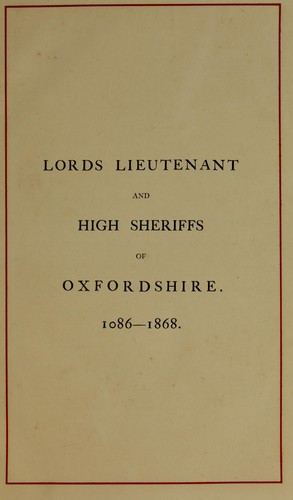 LORDS LIEUTENANT
AND
HIGH SHERIFFS
OF
OXFORDSHIRE.
1086—1868.